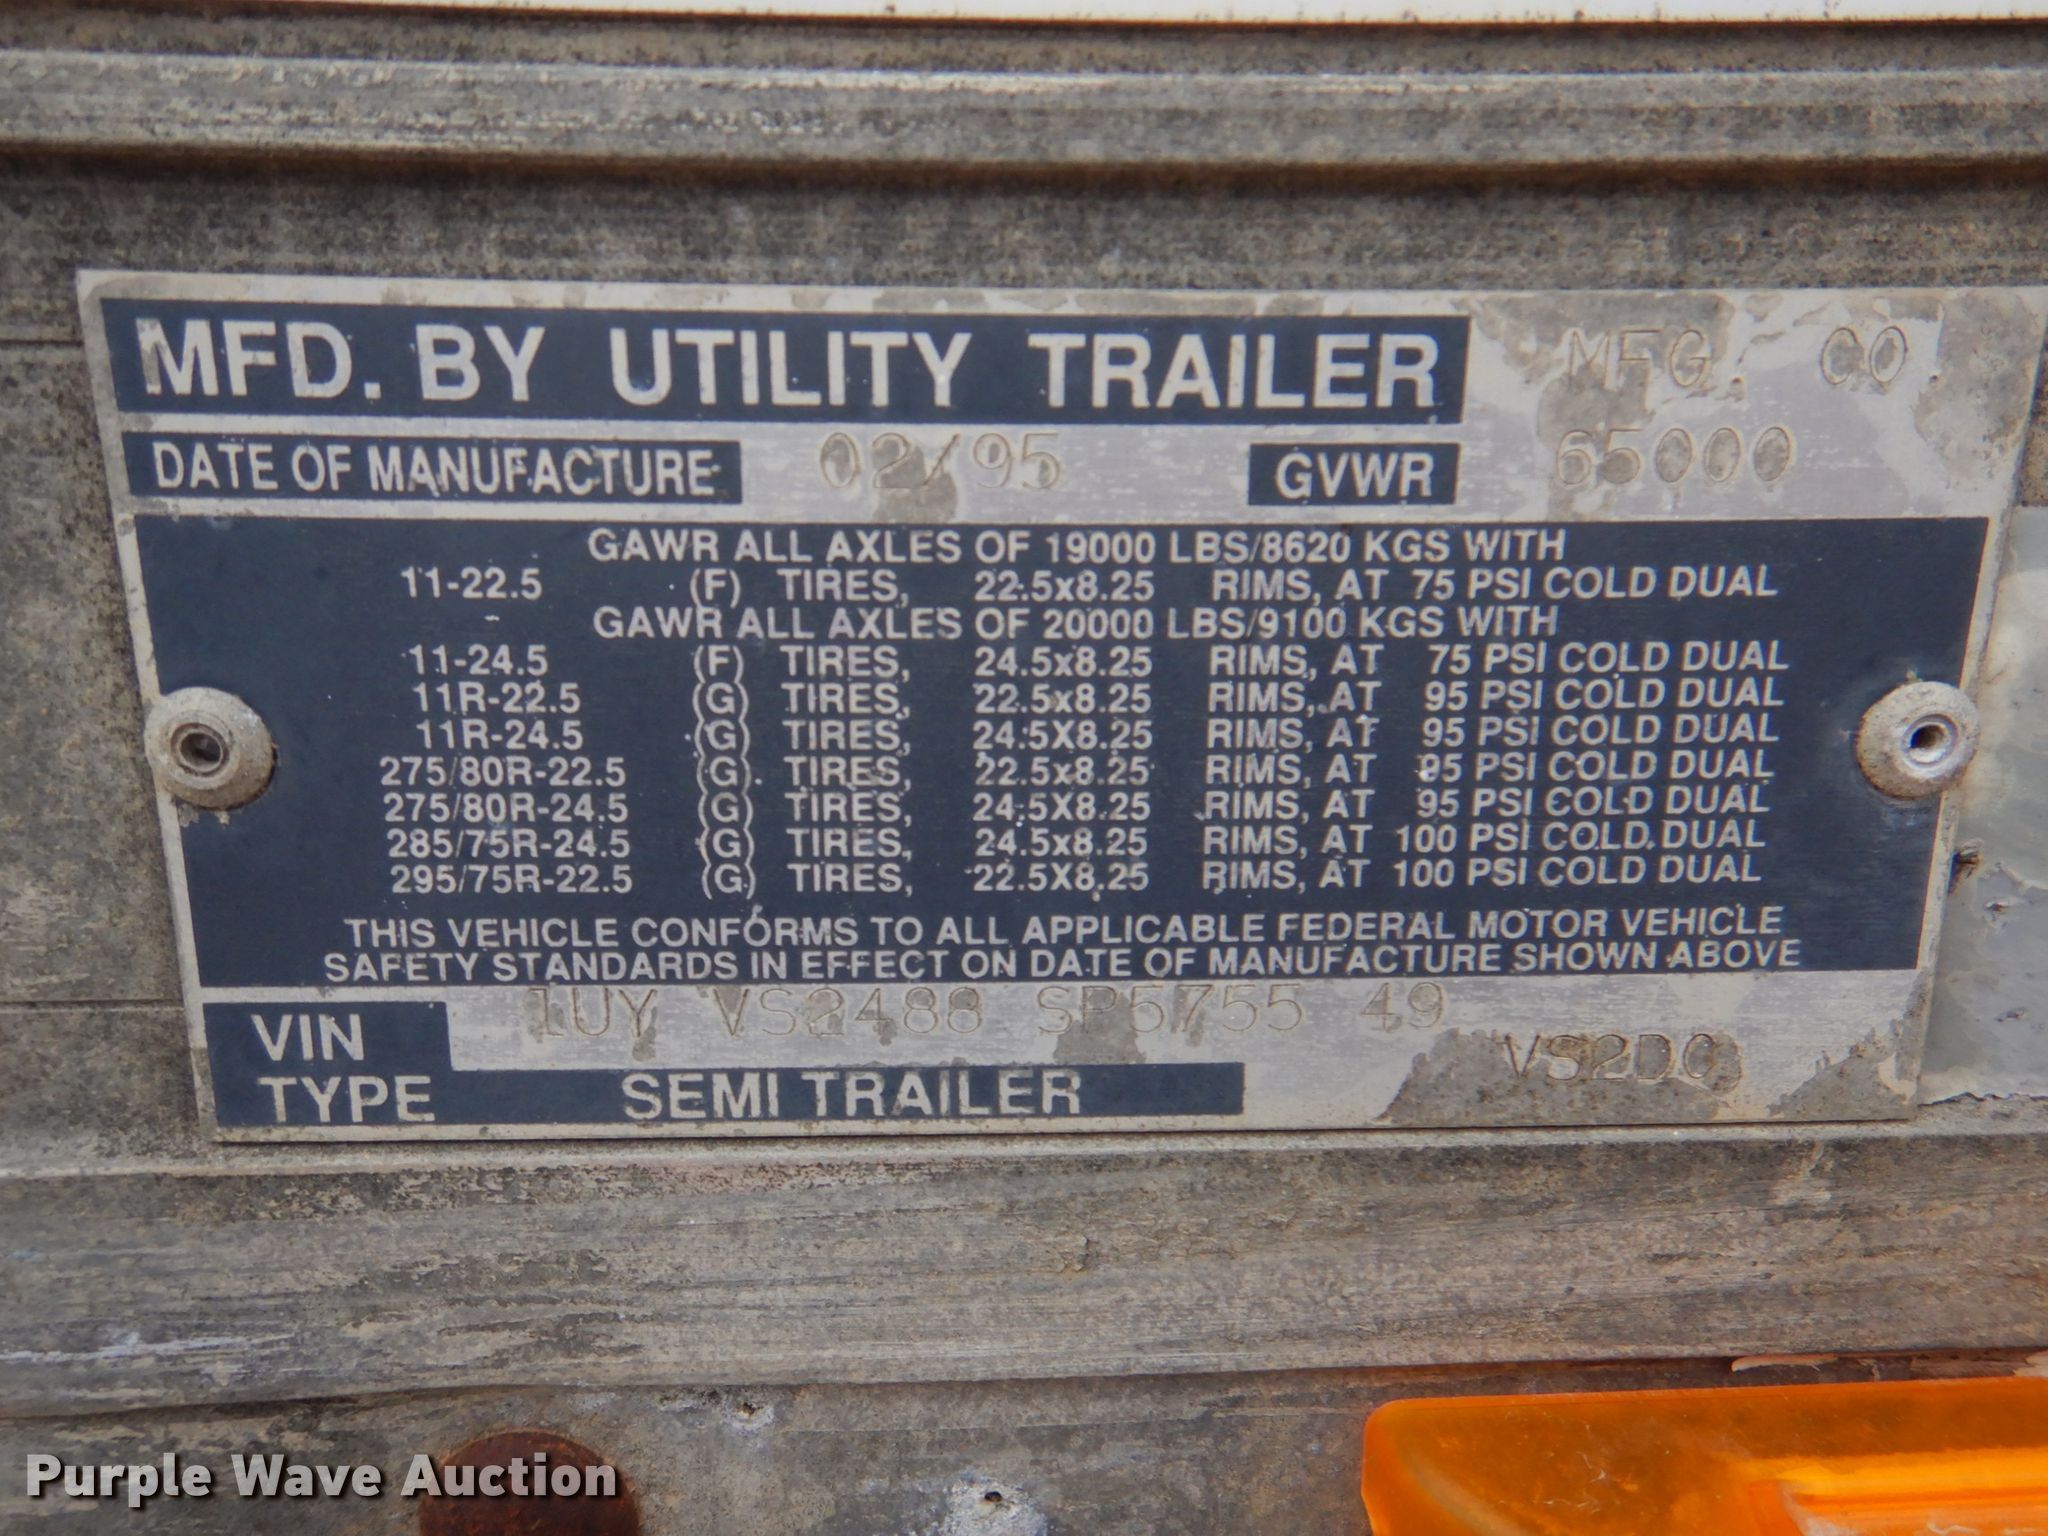 MFD. BY UTILITY TRAILER MFG. CO.
DATE OF MANUFACTURE 02/95 GVWR 65000
GAWR ALL AXLES OF 19000 LBS/8620 KGS WITH
11-22.5 (F) TIRES, 22.5x8.25 RIMS, AT 75 PSI COLD DUAL
GAWR ALL AXLES OF 20000 LBS/9100 KGS WITH
11-24.5 (F) TIRES, 24.5x8.25 RIMS, AT 75 PSI COLD DUAL
11R-22.5 (G) TIRES, 22.5x8.25 RIMS, AT 95 PSI COLD DUAL
11R-24.5 (G) TIRES, 24.5X8.25 RIMS, AT 95 PSI COLD DUAL
275/80R-22.5 (G) TIRES, 22.5x8.25 RIMS, AT 95 PSI COLD DUAL
275/80R-24.5 (G) TIRES, 24.5X8.25 RIMS, AT 95 PSI COLD DUAL
285/75R-24.5 (G) TIRES, 24.5x8.25 RIMS, AT 100 PSI COLD DUAL
295/75R-22.5 (G) TIRES, 22.5X8.25 RIMS, AT 100 PSI COLD DUAL
THIS VEHICLE CONFORMS TO ALL APPLICABLE FEDERAL MOTOR VEHICLE
SAFETY STANDARDS IN EFFECT ON DATE OF MANUFACTURE SHOWN ABOVE
VIN 1UY VS2488 SP5755 49
TYPE SEMI TRAILER VS2DC
Purple Wave Auction